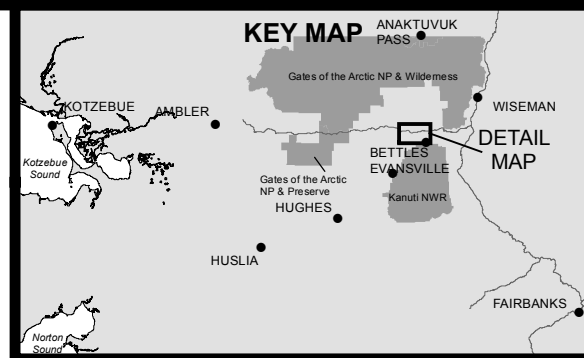 KEY MAP
ANAKTUVUK
PASS
Gates of the Arctic NP & Wilderness
WISEMAN
KOTZEBUE
AMBLER
DETAIL
MAP
Kotzebue
Sound
BETTLES
EVANSVILLE
Gates of the Arctic
NP & Preserve
Kanuti NWR
HUGHES
HUSLIA
FAIRBANKS
Norton
Sound